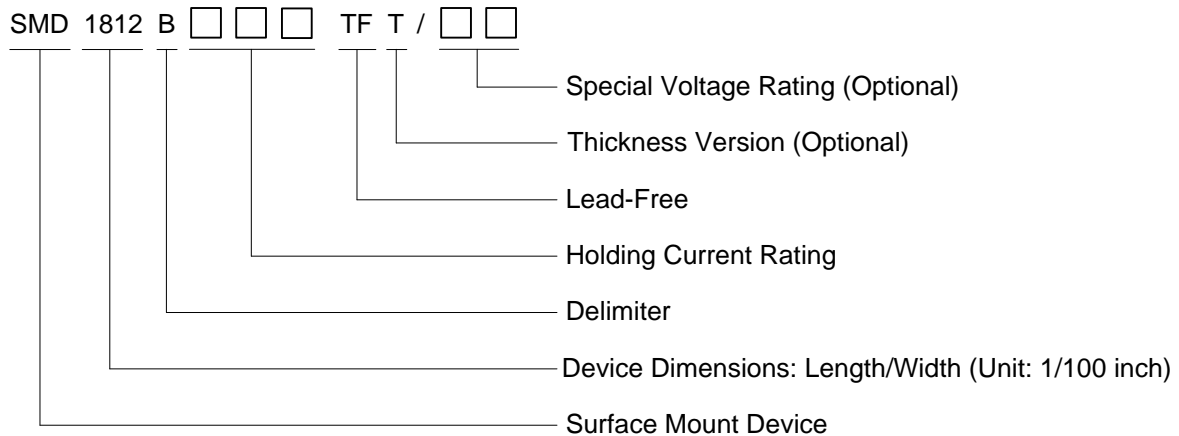 SMD 1812 B □ □ □ TF T / □ □
Special Voltage Rating (Optional)
Thickness Version (Optional)
Lead-Free
Holding Current Rating
Delimiter
Device Dimensions: Length/Width (Unit: 1/100 inch)
Surface Mount Device